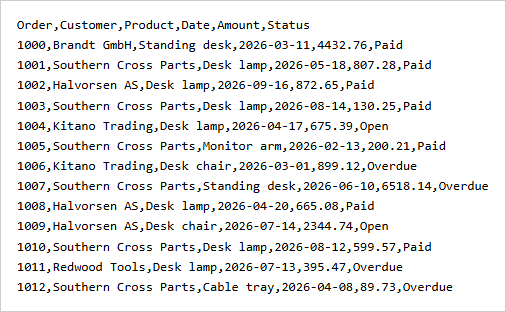 Order,Customer,Product,Date,Amount,Status
1000,Brandt GmbH,Standing desk,2026-03-11,4432.76,Paid
1001,Southern Cross Parts,Desk lamp,2026-05-18,807.28,Paid
1002,Halvorsen AS,Desk lamp,2026-09-16,872.65,Paid
1003,Southern Cross Parts,Desk lamp,2026-08-14,130.25,Paid
1004,Kitano Trading,Desk lamp,2026-04-17,675.39,Open
1005,Southern Cross Parts,Monitor arm,2026-02-13,200.21,Paid
1006,Kitano Trading,Desk chair,2026-03-01,899.12,Overdue
1007,Southern Cross Parts,Standing desk,2026-06-10,6518.14,Overdue
1008,Halvorsen AS,Desk lamp,2026-04-20,665.08,Paid
1009,Halvorsen AS,Desk chair,2026-07-14,2344.74,Open
1010,Southern Cross Parts,Desk lamp,2026-08-12,599.57,Paid
1011,Redwood Tools,Desk lamp,2026-07-13,395.47,Overdue
1012,Southern Cross Parts,Cable tray,2026-04-08,89.73,Overdue